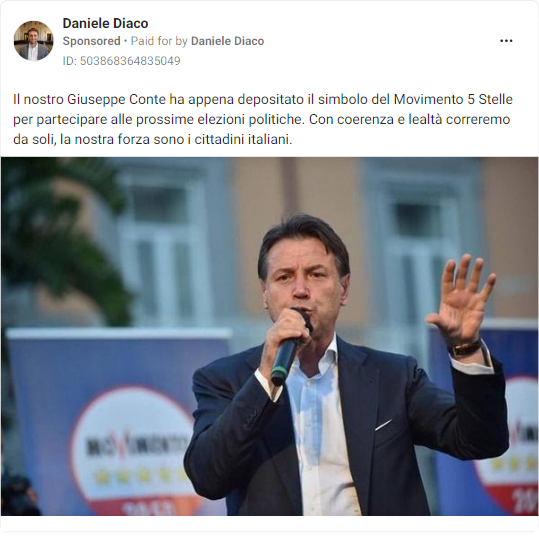 Daniele Diaco
Sponsored • Paid for by Daniele Diaco
ID: 503868364835049
Il nostro Giuseppe Conte ha appena depositato il simbolo del Movimento 5 Stelle
per partecipare alle prossime elezioni politiche. Con coerenza e lealtà correremo
da soli, la nostra forza sono i cittadini italiani.
MOVIMENTO
2050